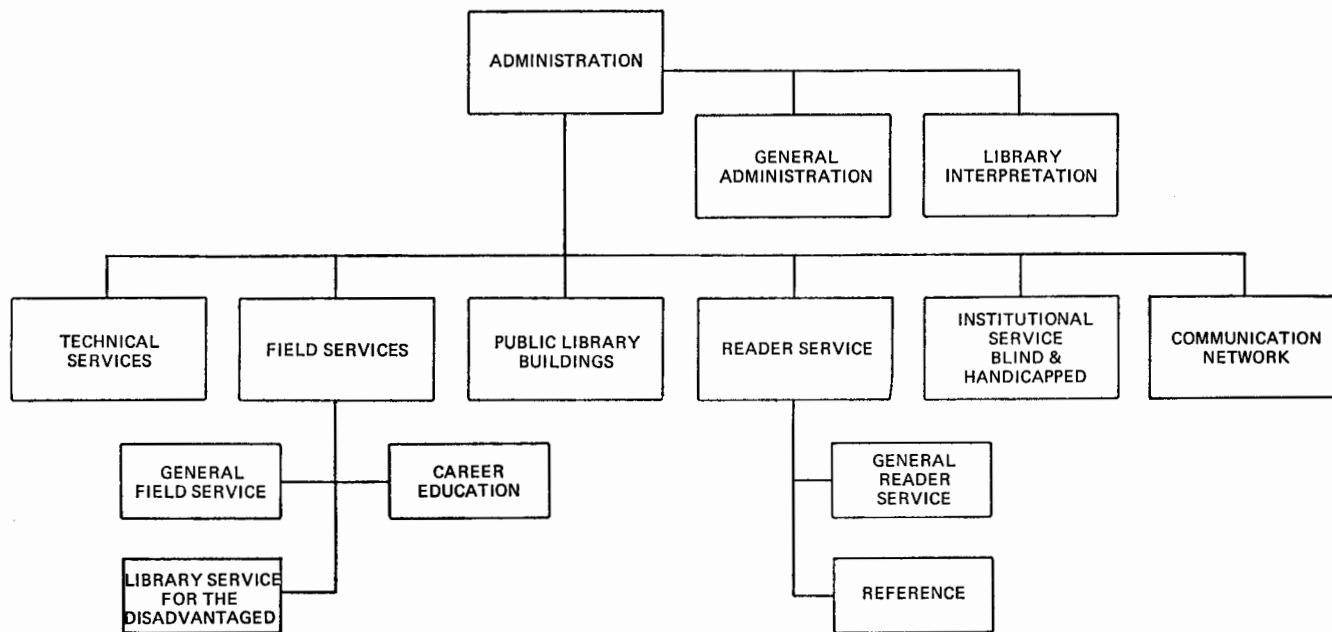 ADMINISTRATION
GENERAL
ADMINISTRATION
LIBRARY
INTERPRETATION
TECHNICAL
SERVICES
FIELD SERVICES
PUBLIC LIBRARY
BUILDINGS
READER SERVICE
INSTITUTIONAL
SERVICE
BLIND &
HANDICAPPED
COMMUNICATION
NETWORK
GENERAL
FIELD SERVICE
CAREER
EDUCATION
GENERAL
READER
SERVICE
LIBRARY SERVICE
FOR THE
DISADVANTAGED
REFERENCE